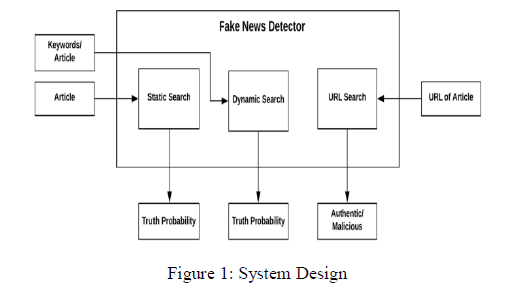 Fake News Detector
Keywords/
Article
Article
Static Search
Dynamic Search
URL Search
URL of Article
Truth Probability
Truth Probability
Authentic/
Malicious
Figure 1: System Design